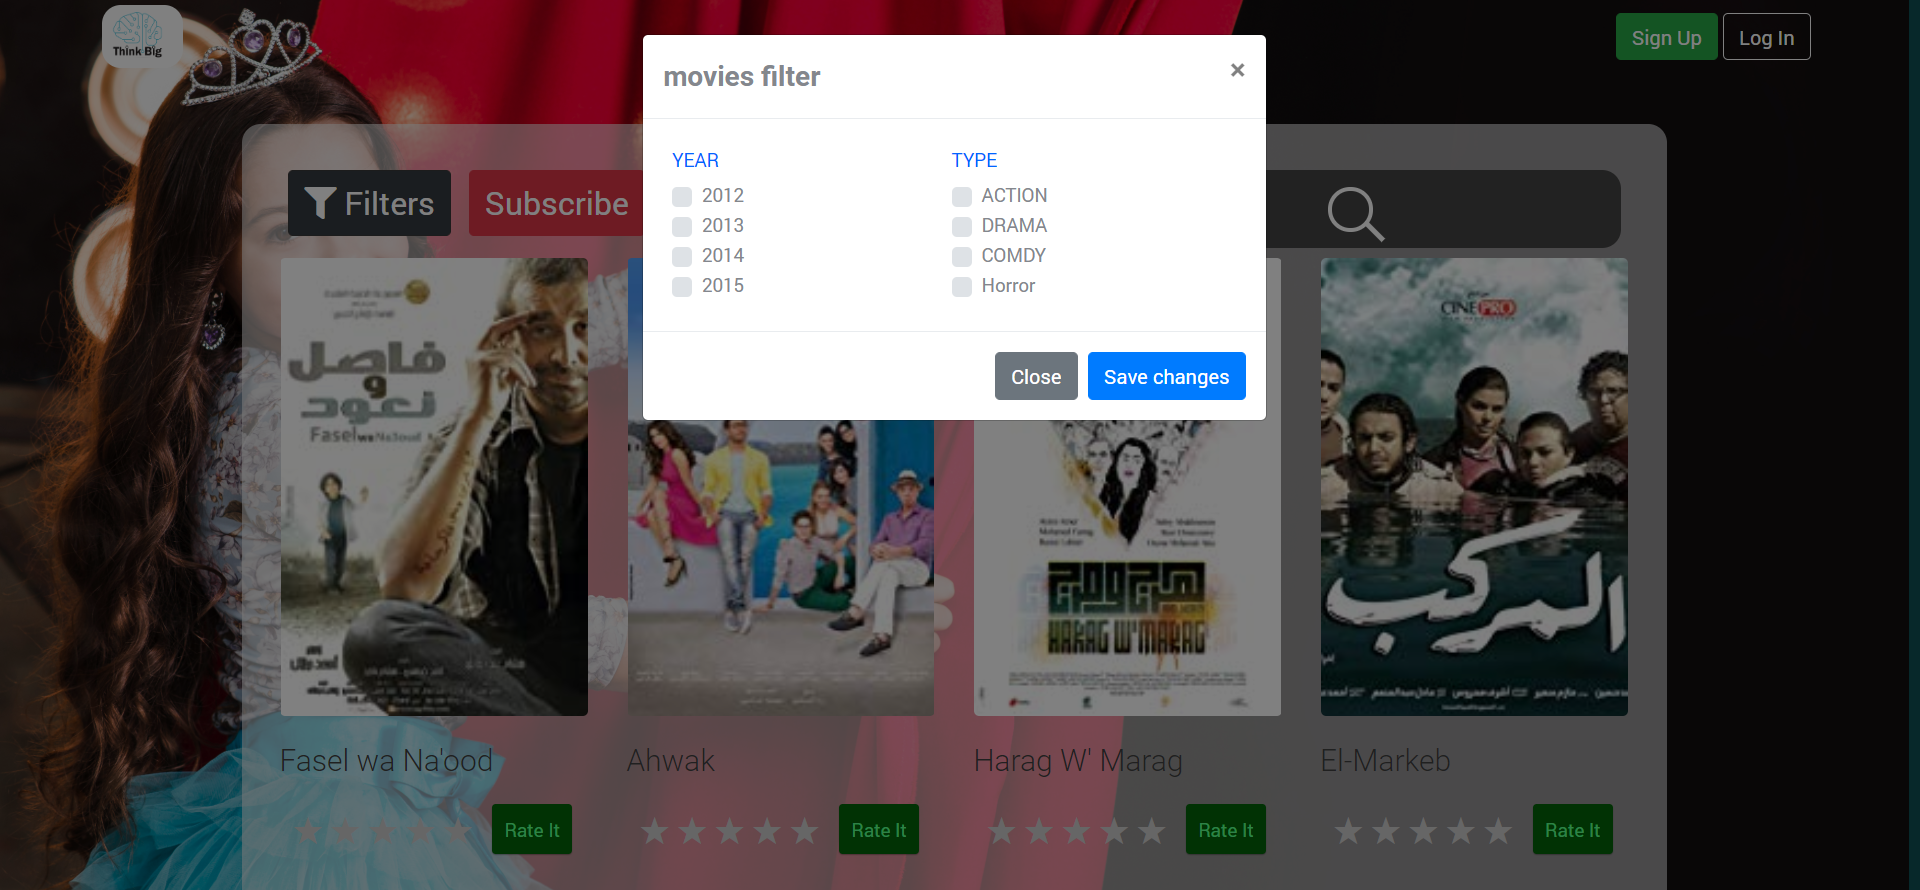 Think Big
Sign Up
Log In
movies filter
×
YEAR
TYPE
2012
ACTION
2013
DRAMA
2014
COMDY
2015
Horror
Close
Save changes
Filters
Subscribe
فاصل
و
نعود
Fasel wa Na3oud
CINEPRO
هرج ومرج
HARAG W'MARAG
المركب
Fasel wa Na'ood
Ahwak
Harag W' Marag
El-Markeb
Rate It
Rate It
Rate It
Rate It